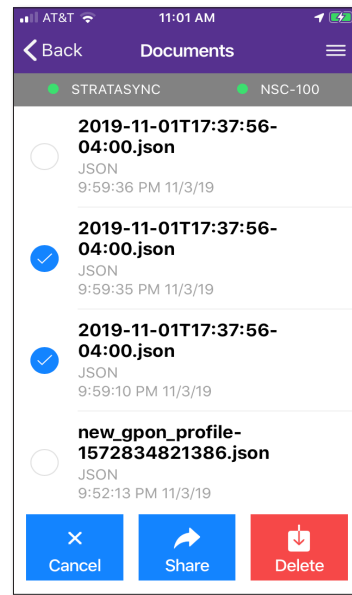 AT&T 11:01 AM
Back Documents
STRATASYNC NSC-100
2019-11-01T17:37:56-
04:00.json
JSON
9:59:36 PM 11/3/19
2019-11-01T17:37:56-
04:00.json
JSON
9:59:35 PM 11/3/19
2019-11-01T17:37:56-
04:00.json
JSON
9:59:10 PM 11/3/19
new_gpon_profile-
1572834821386.json
JSON
9:52:13 PM 11/3/19
Cancel Share Delete